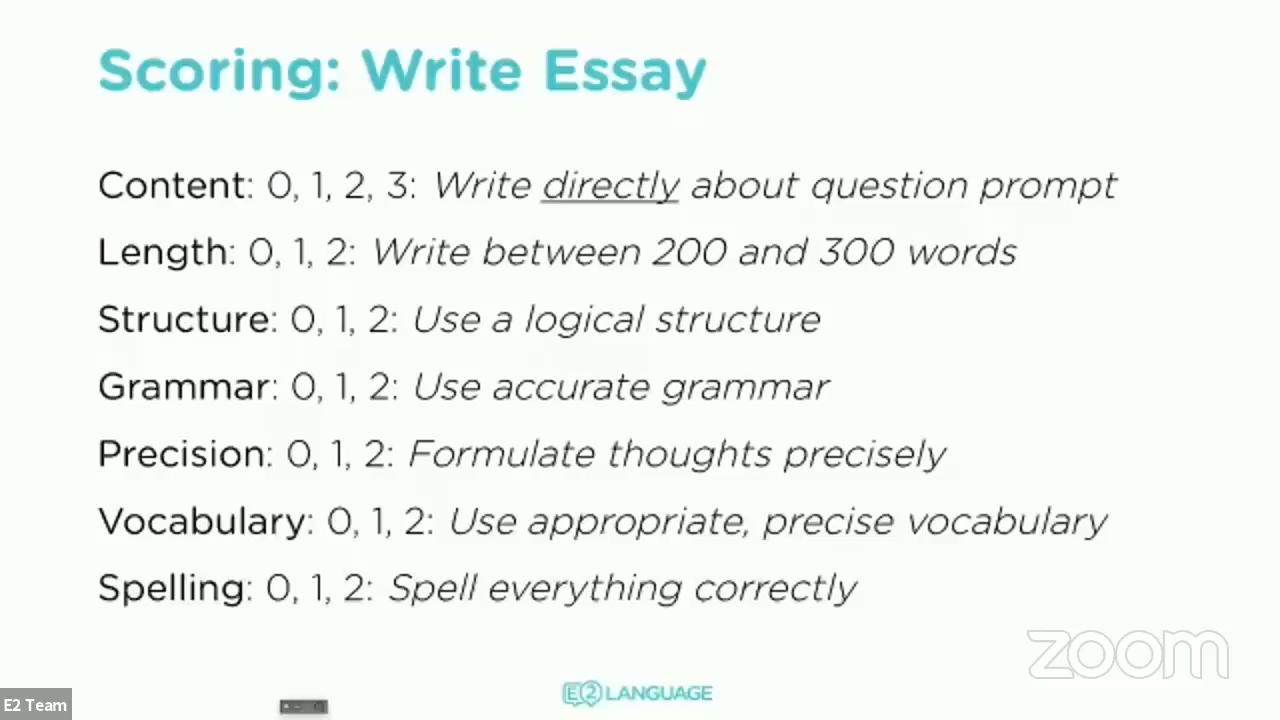 Scoring: Write Essay
Content: 0, 1, 2, 3: Write directly about question prompt
Length: 0, 1, 2: Write between 200 and 300 words
Structure: 0, 1, 2: Use a logical structure
Grammar: 0, 1, 2: Use accurate grammar
Precision: 0, 1, 2: Formulate thoughts precisely
Vocabulary: 0, 1, 2: Use appropriate, precise vocabulary
Spelling: 0, 1, 2: Spell everything correctly
zoom
E2 LANGUAGE
E2 Team